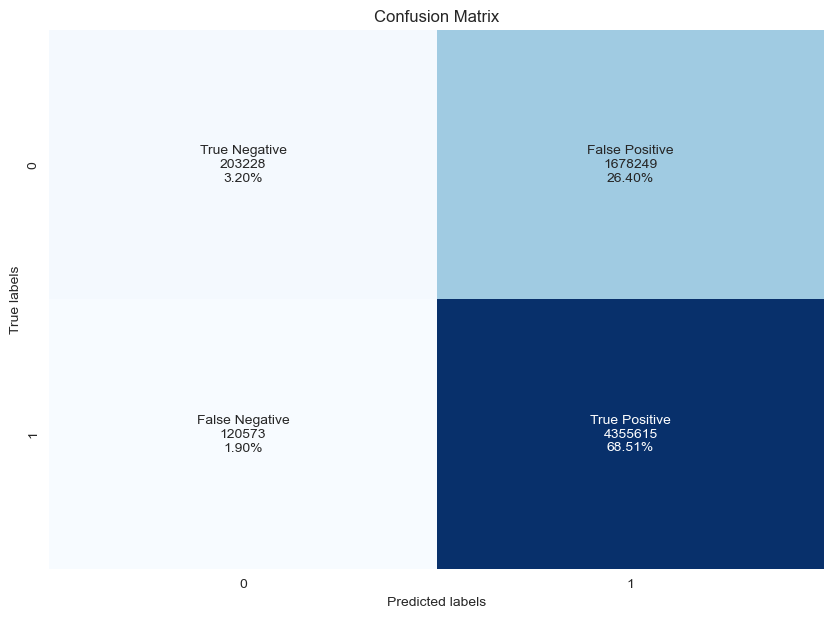 Confusion Matrix
True Negative
203228
3.20%
False Positive
1678249
26.40%
0
True labels
False Negative
120573
1.90%
True Positive
4355615
68.51%
1
0
1
Predicted labels